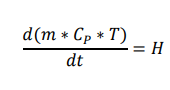 d(m * C_P * T) / dt = H